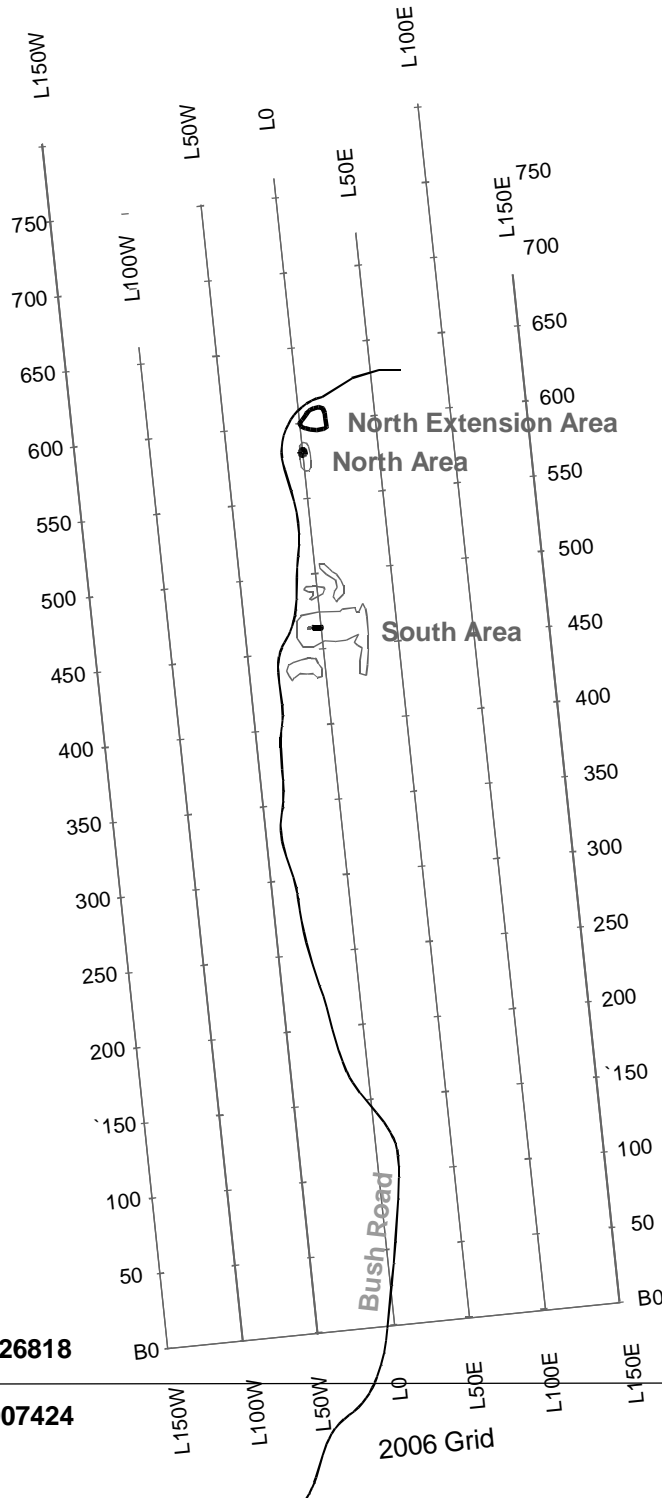 L150W
L100W
L50W
L0
L50E
L100E
L150E
750
700
650
600
550
500
450
400
350
300
250
200
`150
100
50
B0
750
700
650
600
550
500
450
400
350
300
250
200
`150
100
50
B0
North Extension Area
North Area
South Area
Bush Road
26818
07424
L150W
L100W
L50W
L0
L50E
L100E
L150E
2006 Grid